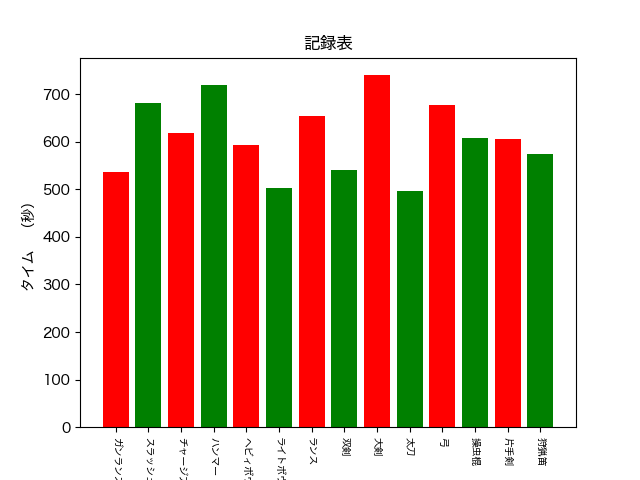 記録表
タイム　(秒)
700
600
500
400
300
200
100
0
ガンランス
スラッシュ
チャージア
ハンマー
ヘビィボウ
ライトボウ
ランス
双剣
大剣
太刀
弓
操虫棍
片手剣
狩猟笛